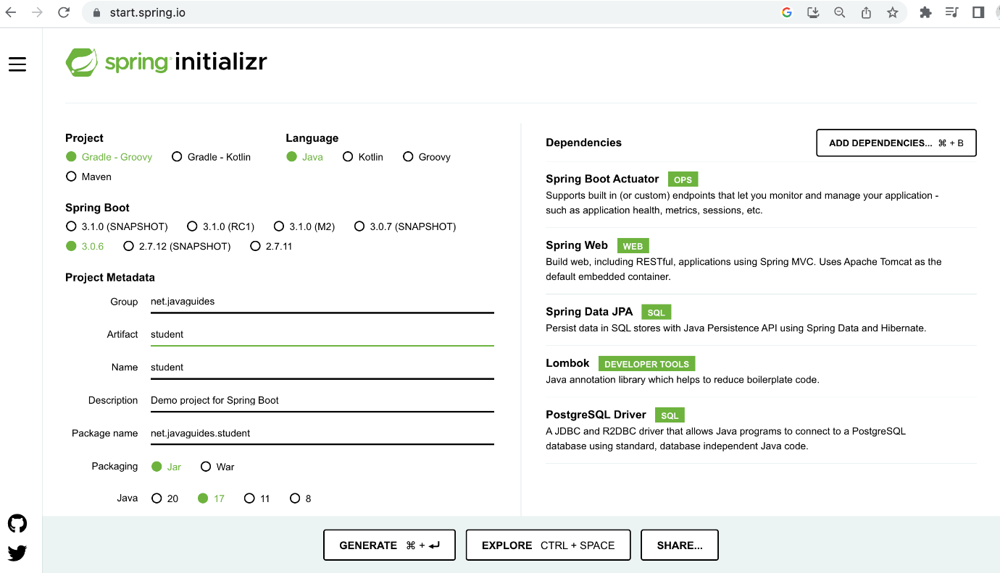 start.spring.io
spring initializr
Project
Gradle - Groovy Gradle - Kotlin
Maven
Language
Java Kotlin Groovy
Spring Boot
3.1.0 (SNAPSHOT) 3.1.0 (RC1) 3.1.0 (M2) 3.0.7 (SNAPSHOT)
3.0.6 2.7.12 (SNAPSHOT) 2.7.11
Project Metadata
Group net.javaguides
Artifact student
Name student
Description Demo project for Spring Boot
Package name net.javaguides.student
Packaging Jar War
Java 20 17 11 8
Dependencies ADD DEPENDENCIES... ⌘ + B
Spring Boot Actuator OPS
Supports built in (or custom) endpoints that let you monitor and manage your application -
such as application health, metrics, sessions, etc.
Spring Web WEB
Build web, including RESTful, applications using Spring MVC. Uses Apache Tomcat as the
default embedded container.
Spring Data JPA SQL
Persist data in SQL stores with Java Persistence API using Spring Data and Hibernate.
Lombok DEVELOPER TOOLS
Java annotation library which helps to reduce boilerplate code.
PostgreSQL Driver SQL
A JDBC and R2DBC driver that allows Java programs to connect to a PostgreSQL
database using standard, database independent Java code.
GENERATE ⌘ + ↵ EXPLORE CTRL + SPACE SHARE...